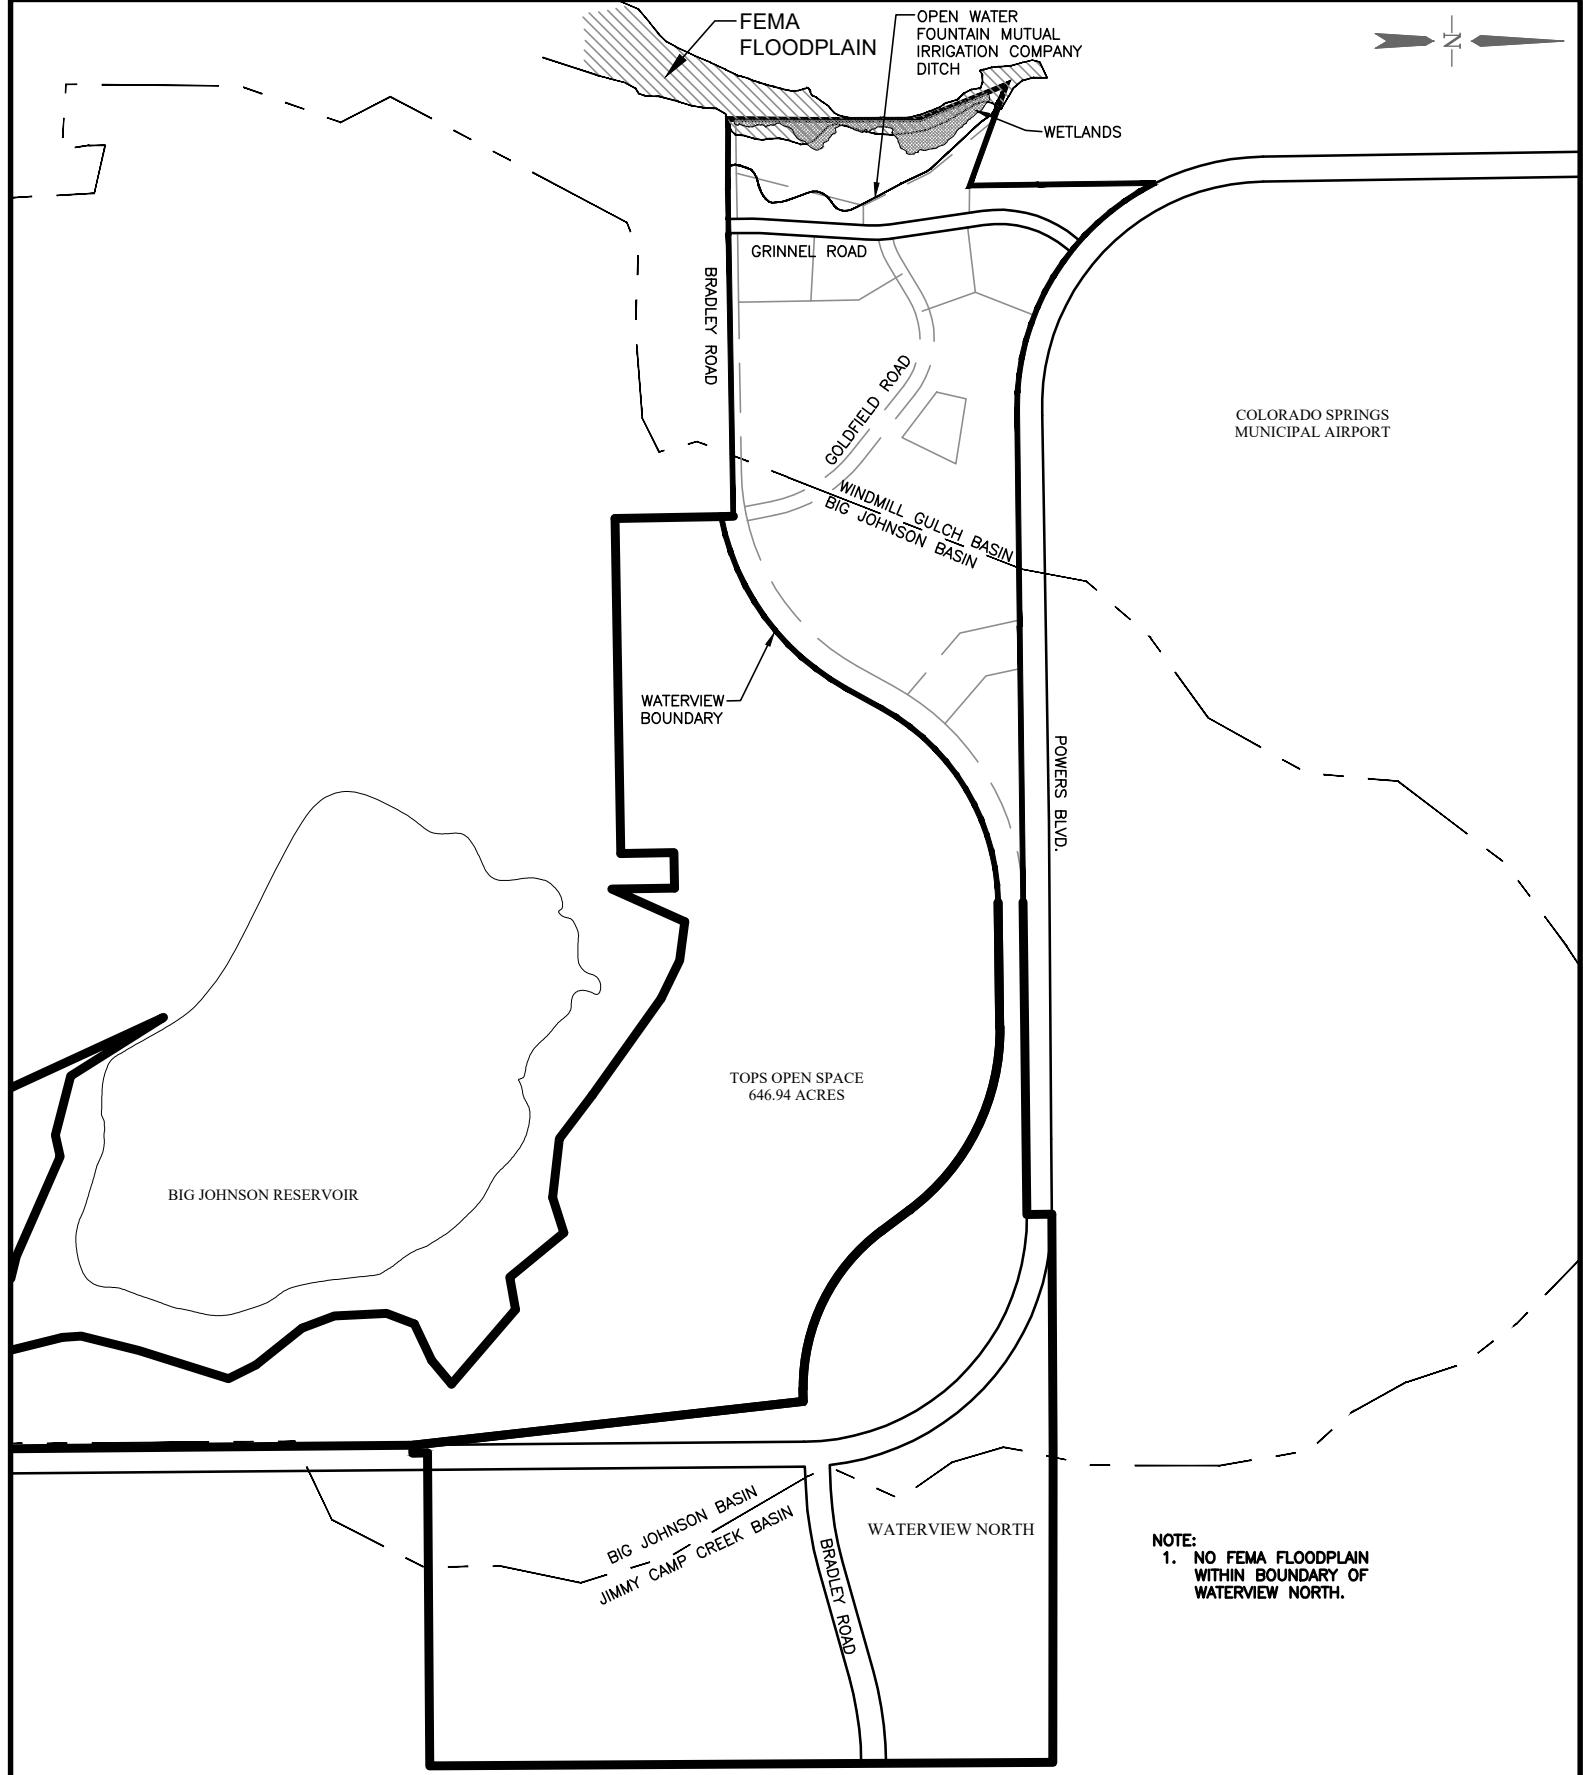 FEMA
FLOODPLAIN
OPEN WATER
FOUNTAIN MUTUAL
IRRIGATION COMPANY
DITCH
N
WETLANDS
GRINNEL ROAD
BRADLEY ROAD
GOLDFIELD ROAD
COLORADO SPRINGS
MUNICIPAL AIRPORT
WINDMILL GULCH BASIN
BIG JOHNSON BASIN
WATERVIEW
BOUNDARY
POWERS BLVD.
TOPS OPEN SPACE
646.94 ACRES
BIG JOHNSON RESERVOIR
BIG JOHNSON BASIN
JIMMY CAMP CREEK BASIN
WATERVIEW NORTH
BRADLEY ROAD
NOTE:
1. NO FEMA FLOODPLAIN
WITHIN BOUNDARY OF
WATERVIEW NORTH.